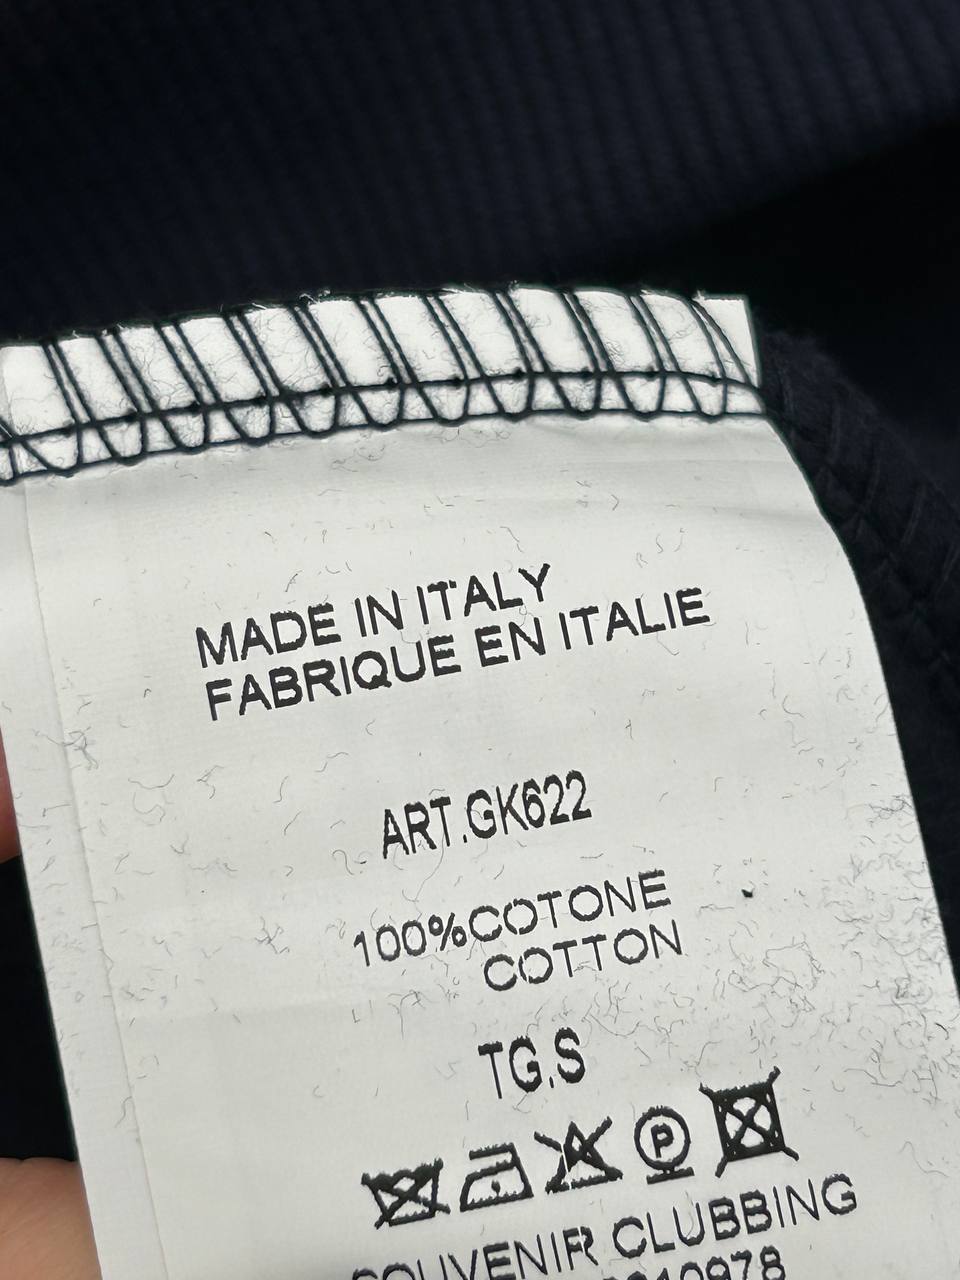 MADE IN ITALY
FABRIQUE EN ITALIE
ART.GK622
100%COTONE
COTTON
TG.S
P
SOUVENIR CLUBBING